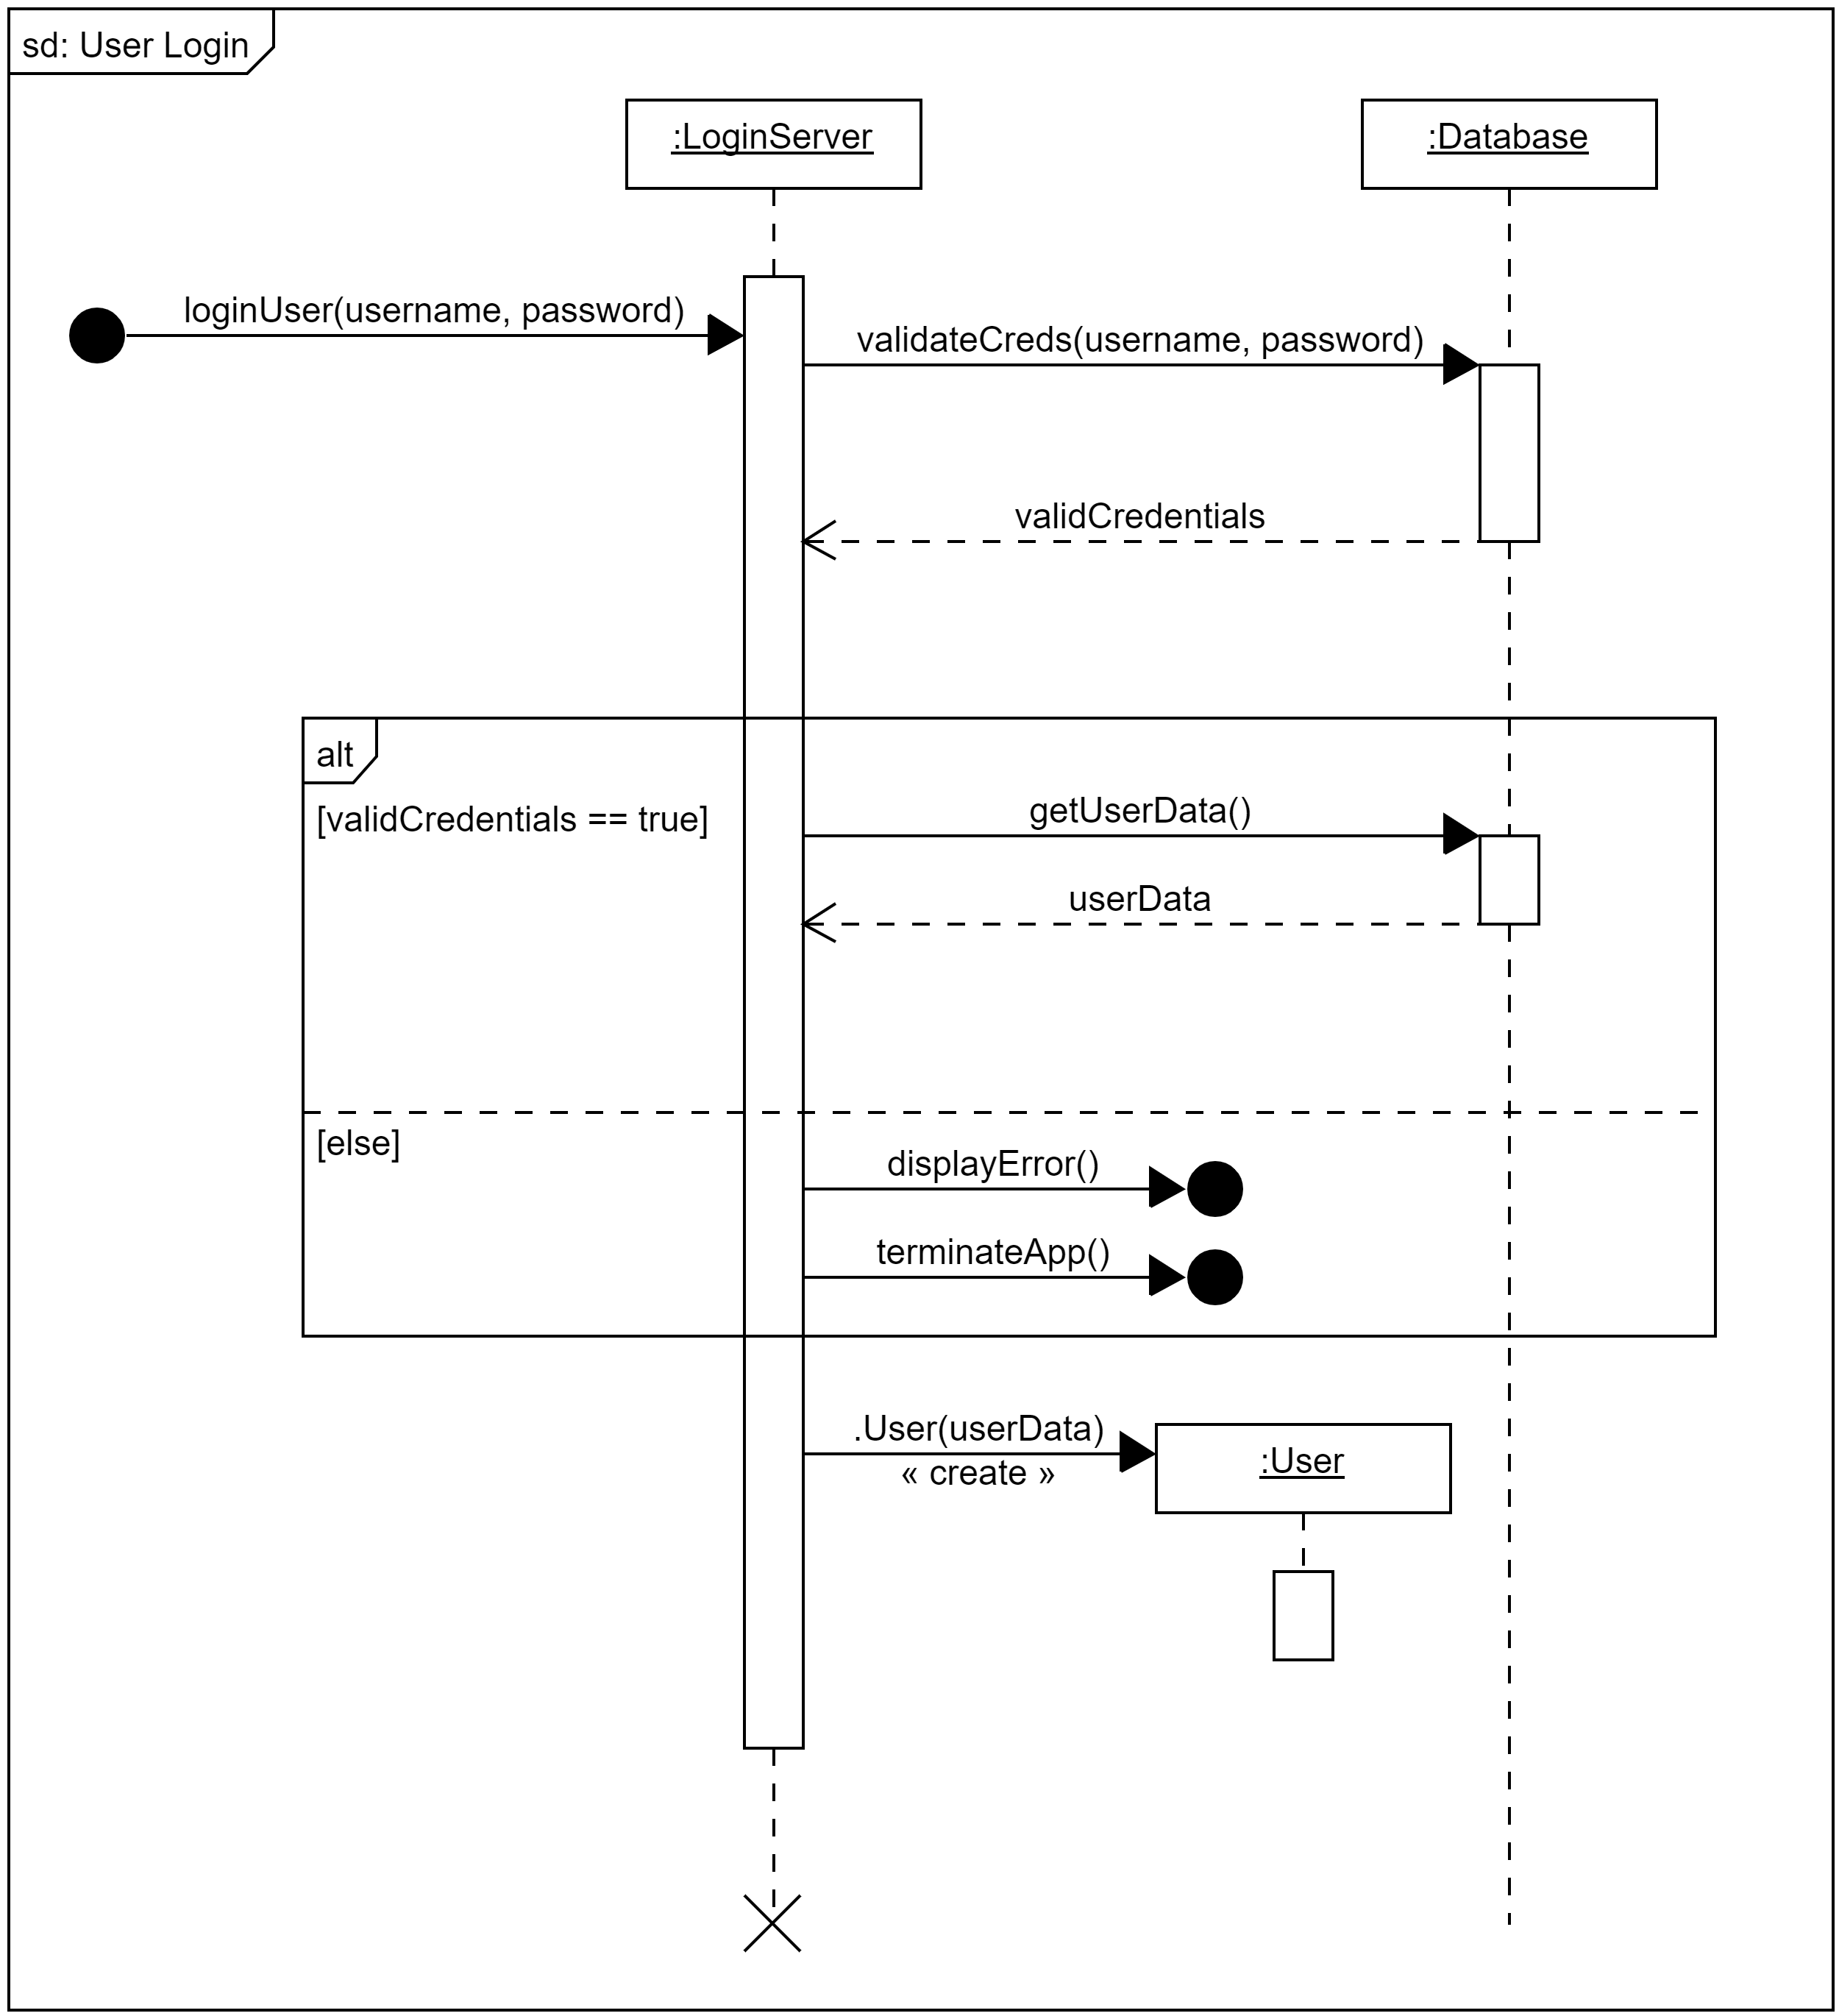 sd: User Login
:LoginServer
:Database
loginUser(username, password)
validateCreds(username, password)
validCredentials
alt
[validCredentials == true]
getUserData()
userData
[else]
displayError()
terminateApp()
.User(userData)
« create »
:User